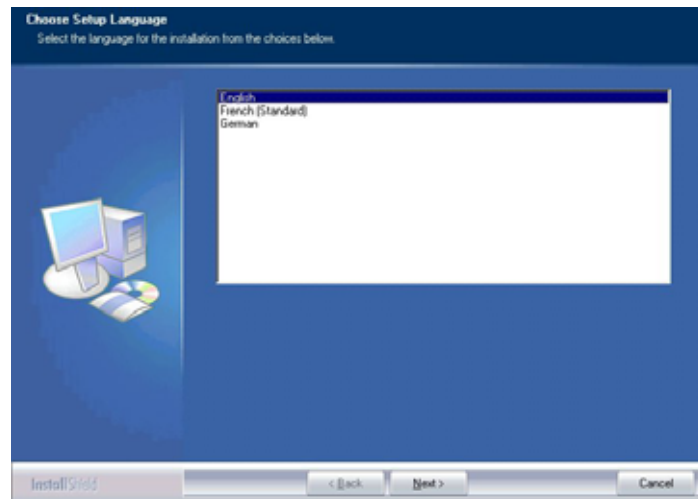 Choose Setup Language
Select the language for the installation from the choices below.
English
French (Standard)
German
InstallShield
< Back
Next >
Cancel